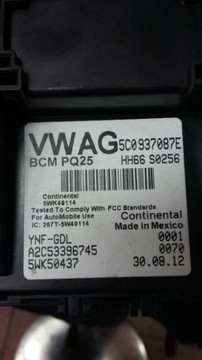 VWAG 5C0937087E
BCM PQ25 HH66 S0256
Continental
5WK49114
Tested To Comply With FCC Standards
For AutoMobile Use
IC: 267T-5W49114
Continental
Made in Mexico
YNF-GDL 0001
A2C53396745 0070
5WK50437 30.08.12